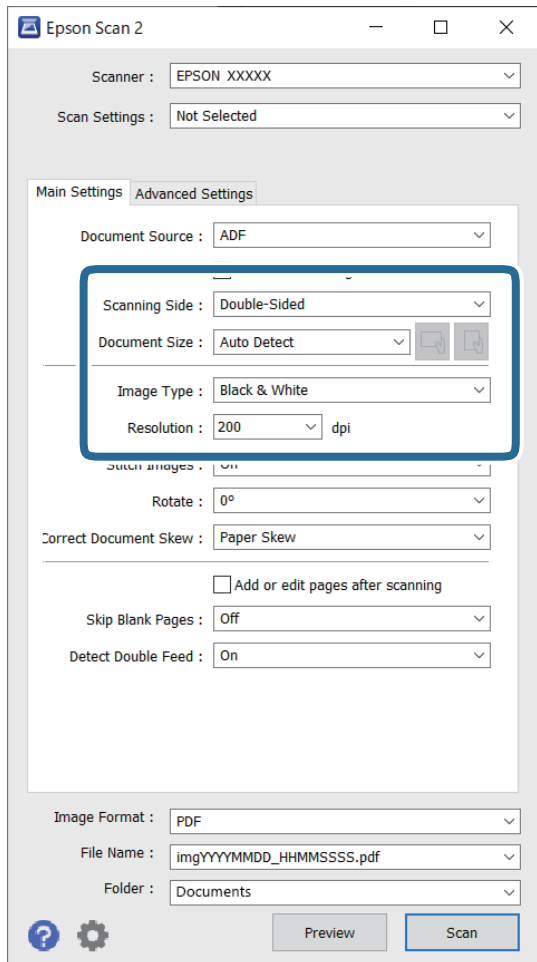 Epson Scan 2
Scanner : EPSON XXXXX
Scan Settings : Not Selected
Main Settings Advanced Settings
Document Source : ADF
Scanning Side : Double-Sided
Document Size : Auto Detect
Image Type : Black & White
Resolution : 200 dpi
Stitch Images : Off
Rotate : 0°
Correct Document Skew : Paper Skew
Add or edit pages after scanning
Skip Blank Pages : Off
Detect Double Feed : On
Image Format : PDF
File Name : imgYYYYMMDD_HHMMSSSS.pdf
Folder : Documents
? Preview Scan